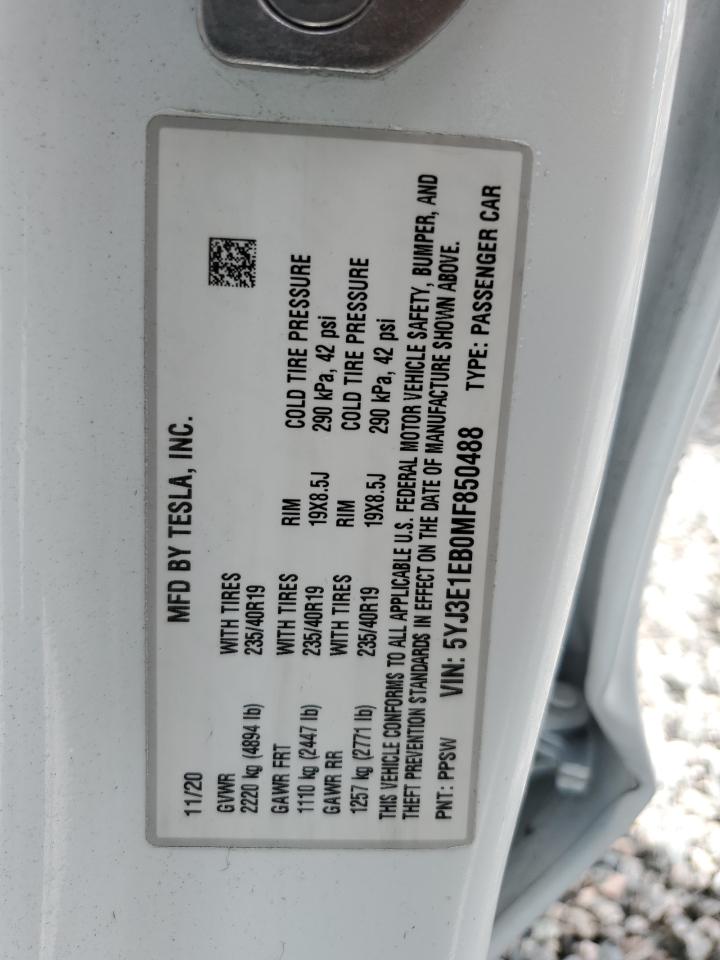 MFD BY TESLA, INC.
11/20
GVWR WITH TIRES
2220 kg (4894 lb) 235/40R19
GAWR FRT WITH TIRES RIM COLD TIRE PRESSURE
1110 kg (2447 lb) 235/40R19 19X8.5J 290 kPa, 42 psi
GAWR RR WITH TIRES RIM COLD TIRE PRESSURE
1257 kg (2771 lb) 235/40R19 19X8.5J 290 kPa, 42 psi
THIS VEHICLE CONFORMS TO ALL APPLICABLE U.S. FEDERAL MOTOR VEHICLE SAFETY, BUMPER, AND
THEFT PREVENTION STANDARDS IN EFFECT ON THE DATE OF MANUFACTURE SHOWN ABOVE.
PNT: PPSW VIN: 5YJ3E1EB0MF850488 TYPE: PASSENGER CAR